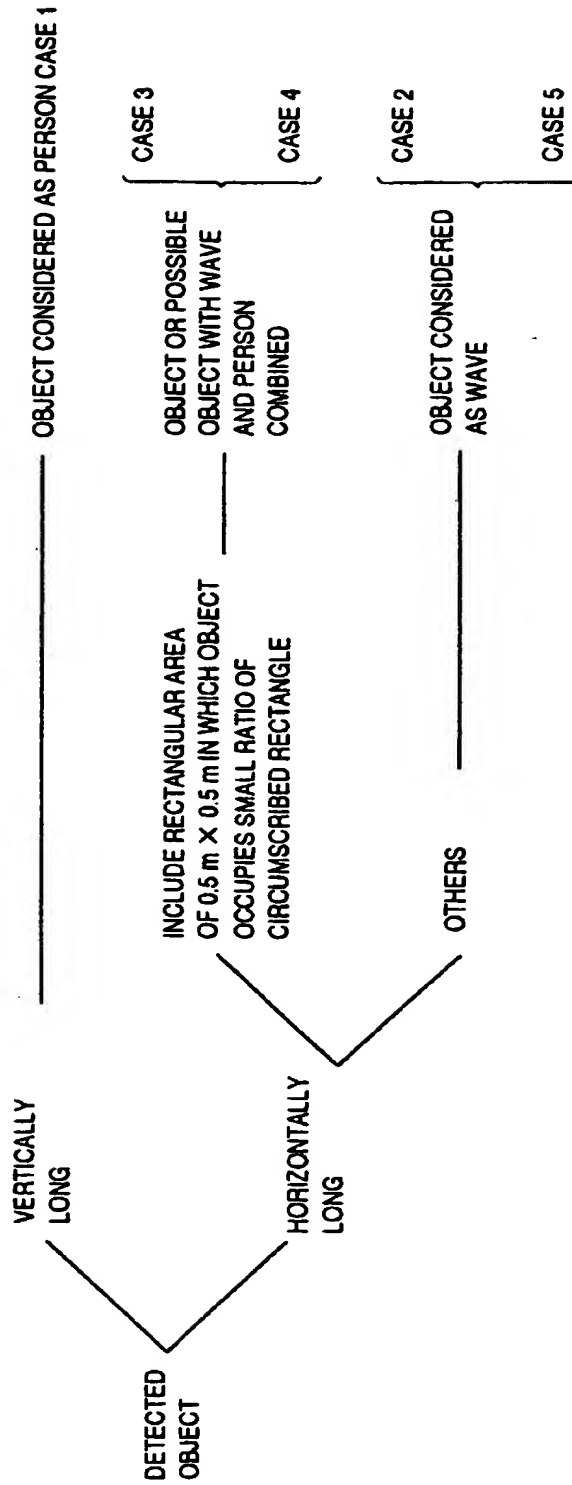 DETECTED
OBJECT
VERTICALLY
LONG
HORIZONTALLY
LONG
INCLUDE RECTANGULAR AREA
OF 0.5 m X 0.5 m IN WHICH OBJECT
OCCUPIES SMALL RATIO OF
CIRCUMSCRIBED RECTANGLE
OTHERS
OBJECT CONSIDERED AS PERSON CASE 1
OBJECT OR POSSIBLE
OBJECT WITH WAVE
AND PERSON
COMBINED
CASE 3
CASE 4
OBJECT CONSIDERED
AS WAVE
CASE 2
CASE 5